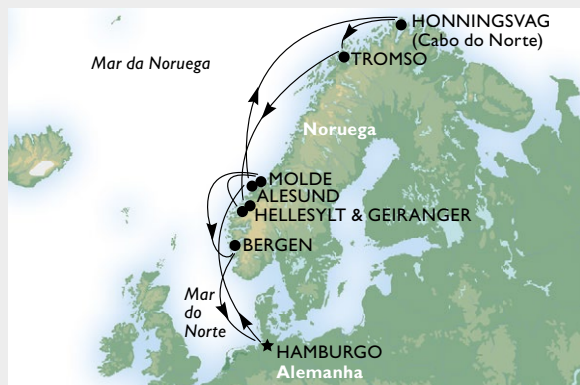 HONNINGSVAG
(Cabo do Norte)
Mar da Noruega
TROMSO
Noruega
MOLDE
ALESUND
HELLESYLT & GEIRANGER
BERGEN
Mar
do
Norte
HAMBURGO
Alemanha